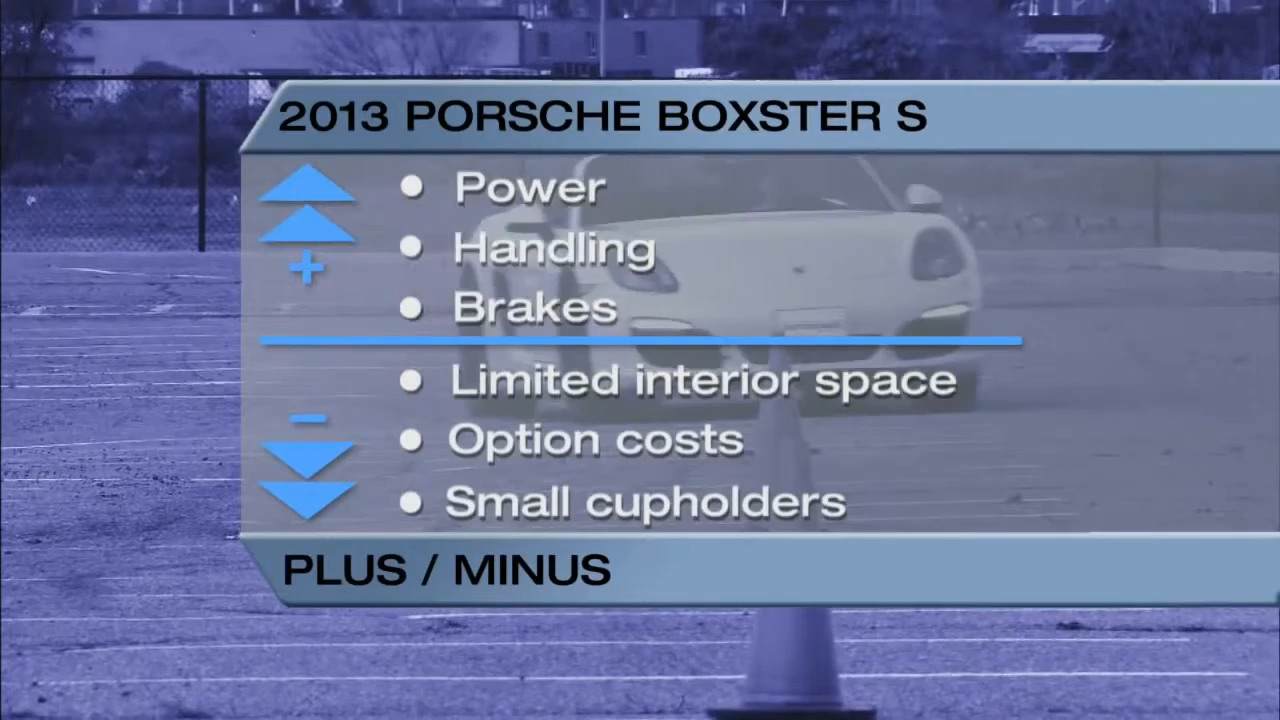 2013 PORSCHE BOXSTER S
+
• Power
• Handling
• Brakes
-
• Limited interior space
• Option costs
• Small cupholders
PLUS / MINUS